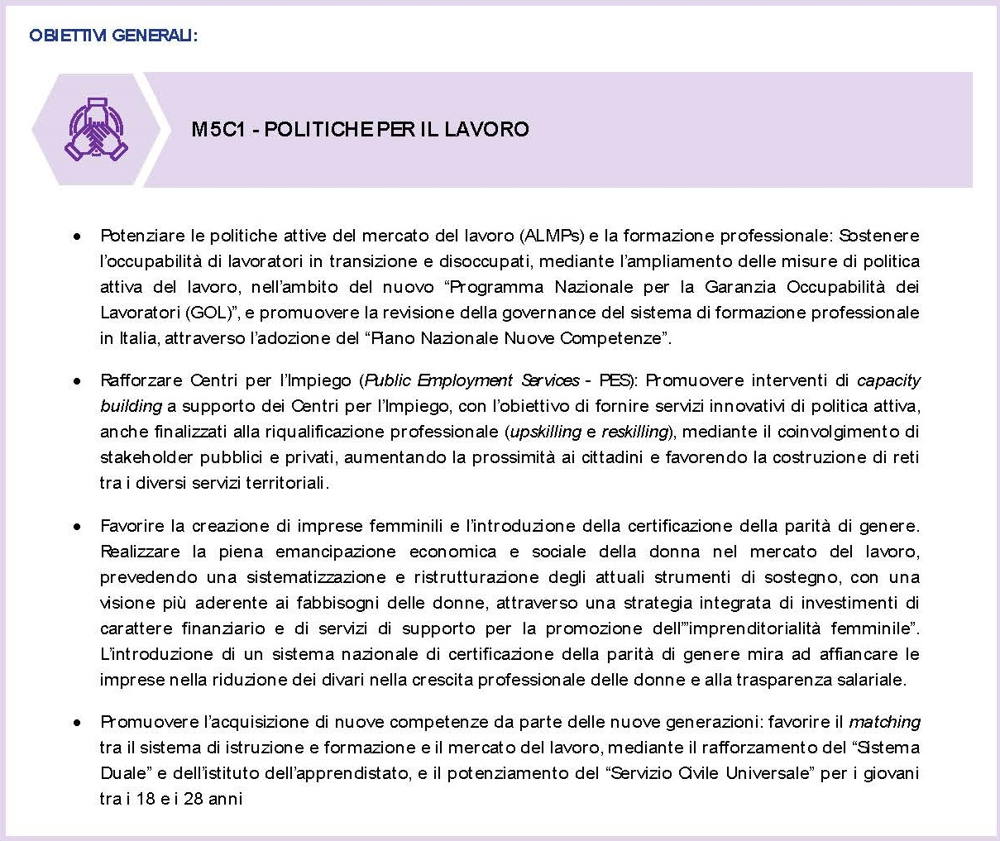 OBIETTIVI GENERALI:
M5C1 - POLITICHE PER IL LAVORO
• Potenziare le politiche attive del mercato del lavoro (ALMPs) e la formazione professionale: Sostenere
l’occupabilità di lavoratori in transizione e disoccupati, mediante l’ampliamento delle misure di politica
attiva del lavoro, nell’ambito del nuovo “Programma Nazionale per la Garanzia Occupabilità dei
Lavoratori (GOL)”, e promuovere la revisione della governance del sistema di formazione professionale
in Italia, attraverso l’adozione del “Piano Nazionale Nuove Competenze”.
• Rafforzare Centri per l’Impiego (Public Employment Services - PES): Promuovere interventi di capacity
building a supporto dei Centri per l’Impiego, con l’obiettivo di fornire servizi innovativi di politica attiva,
anche finalizzati alla riqualificazione professionale (upskilling e reskilling), mediante il coinvolgimento di
stakeholder pubblici e privati, aumentando la prossimità ai cittadini e favorendo la costruzione di reti
tra i diversi servizi territoriali.
• Favorire la creazione di imprese femminili e l’introduzione della certificazione della parità di genere.
Realizzare la piena emancipazione economica e sociale della donna nel mercato del lavoro,
prevedendo una sistematizzazione e ristrutturazione degli attuali strumenti di sostegno, con una
visione più aderente ai fabbisogni delle donne, attraverso una strategia integrata di investimenti di
carattere finanziario e di servizi di supporto per la promozione dell’”imprenditorialità femminile”.
L’introduzione di un sistema nazionale di certificazione della parità di genere mira ad affiancare le
imprese nella riduzione dei divari nella crescita professionale delle donne e alla trasparenza salariale.
• Promuovere l’acquisizione di nuove competenze da parte delle nuove generazioni: favorire il matching
tra il sistema di istruzione e formazione e il mercato del lavoro, mediante il rafforzamento del “Sistema
Duale” e dell’istituto dell’apprendistato, e il potenziamento del “Servizio Civile Universale” per i giovani
tra i 18 e i 28 anni